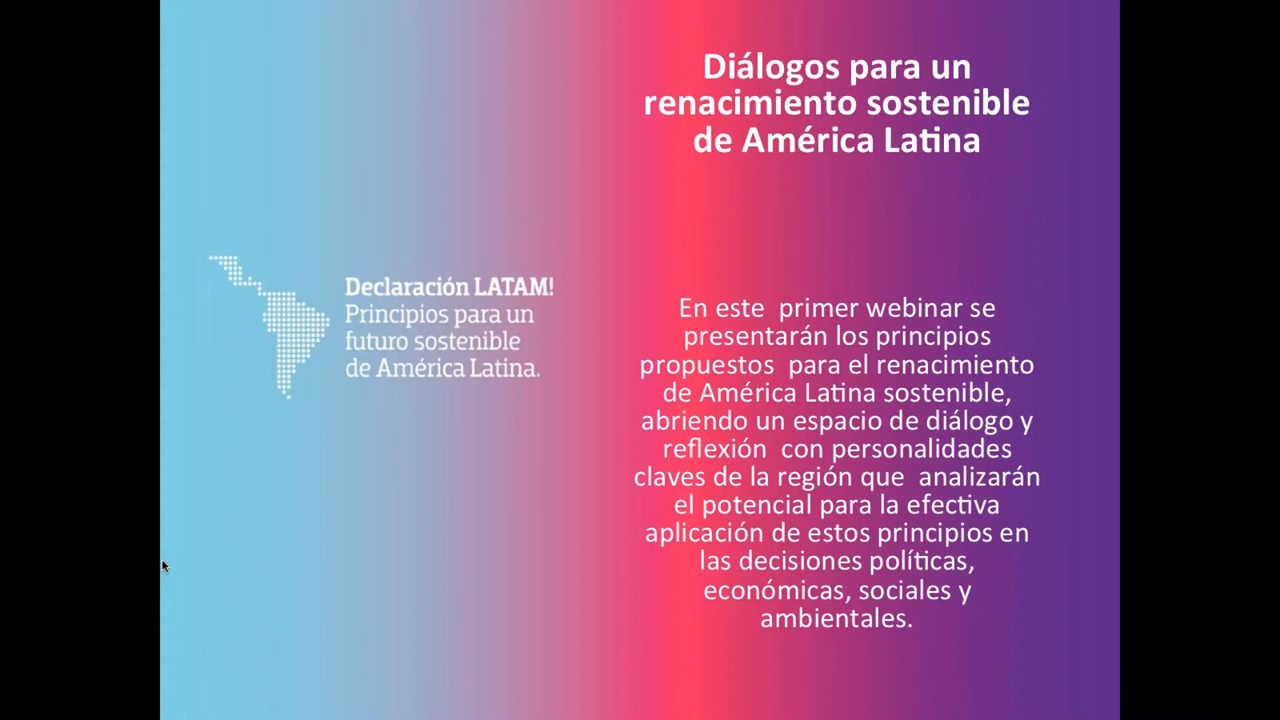 Diálogos para un
renacimiento sostenible
de América Latina
Declaración LATAM!
Principios para un
futuro sostenible
de América Latina.
En este primer webinar se
presentarán los principios
propuestos para el renacimiento
de América Latina sostenible,
abriendo un espacio de diálogo y
reflexión con personalidades
claves de la región que analizarán
el potencial para la efectiva
aplicación de estos principios en
las decisiones políticas,
económicas, sociales y
ambientales.